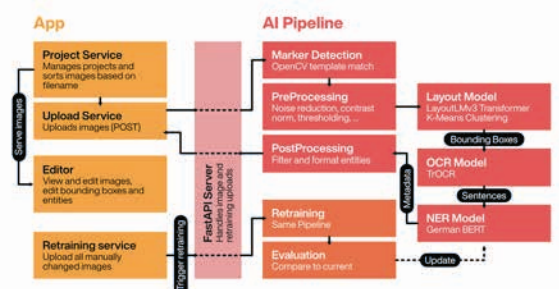 App
AI Pipeline
Project Service
Manages projects and
sorts images based on
filename
Upload Service
Uploads images (POST)
Editor
View and edit images,
edit bounding boxes and
entities
Retraining service
Upload all manually
changed images
Serve images
FastAPI Server
Handles image and
retraining uploads
Trigger retraining
Marker Detection
OpenCV template match
PreProcessing
Noise reduction, contrast
norm, thresholding, ...
PostProcessing
Filter and formal entities
Retraining
Same Pipeline
Evaluation
Compare to current
Layout Model
LayoutLMv3 Transformer
K-Means Clustering
Bounding Boxes
OCR Model
TrOCR
Sentences
NER Model
German BERT
Metadata
Update